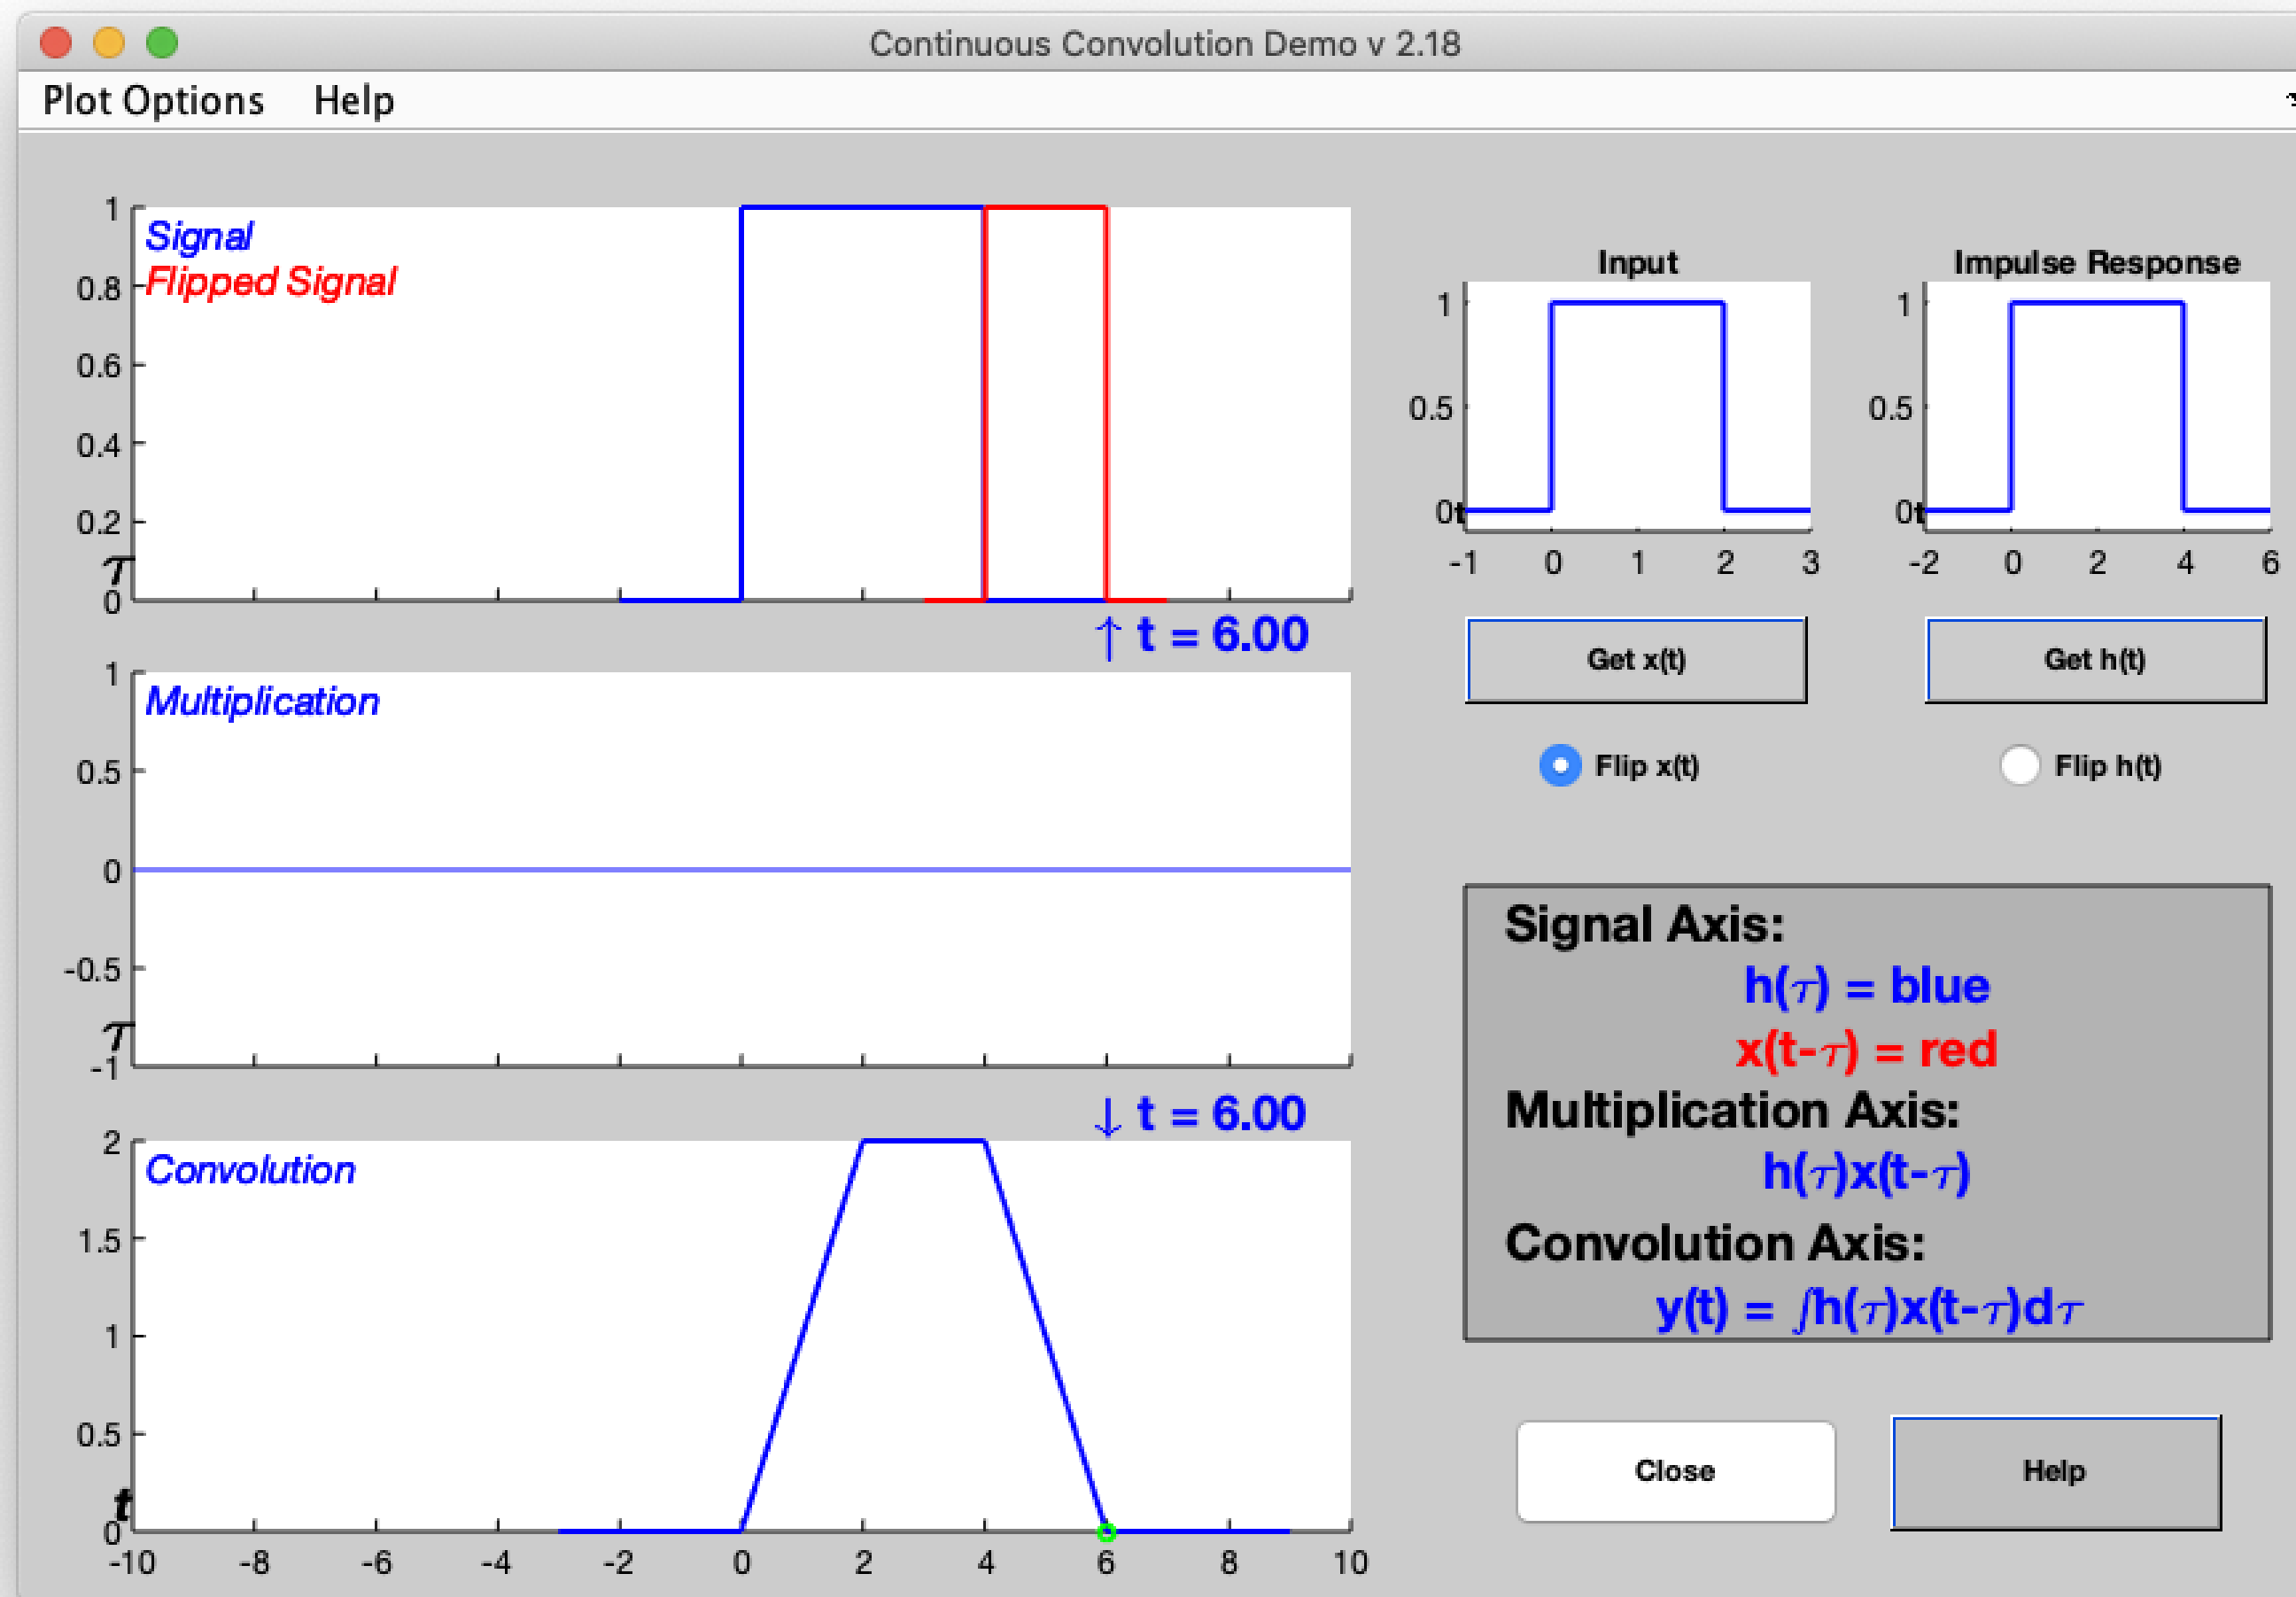 Continuous Convolution Demo v 2.18
Plot Options Help
Signal
Flipped Signal
1
0.8
0.6
0.4
0.2
0
τ
↑ t = 6.00
Multiplication
1
0.5
0
-0.5
-1
τ
↓ t = 6.00
Convolution
2
1.5
1
0.5
0
t
-10 -8 -6 -4 -2 0 2 4 6 8 10
Input
1
0.5
0
t
-1 0 1 2 3
Impulse Response
1
0.5
0
t
-2 0 2 4 6
Get x(t) Get h(t)
Flip x(t) Flip h(t)
Signal Axis:
h(τ) = blue
x(t-τ) = red
Multiplication Axis:
h(τ)x(t-τ)
Convolution Axis:
y(t) = ∫h(τ)x(t-τ)dτ
Close Help